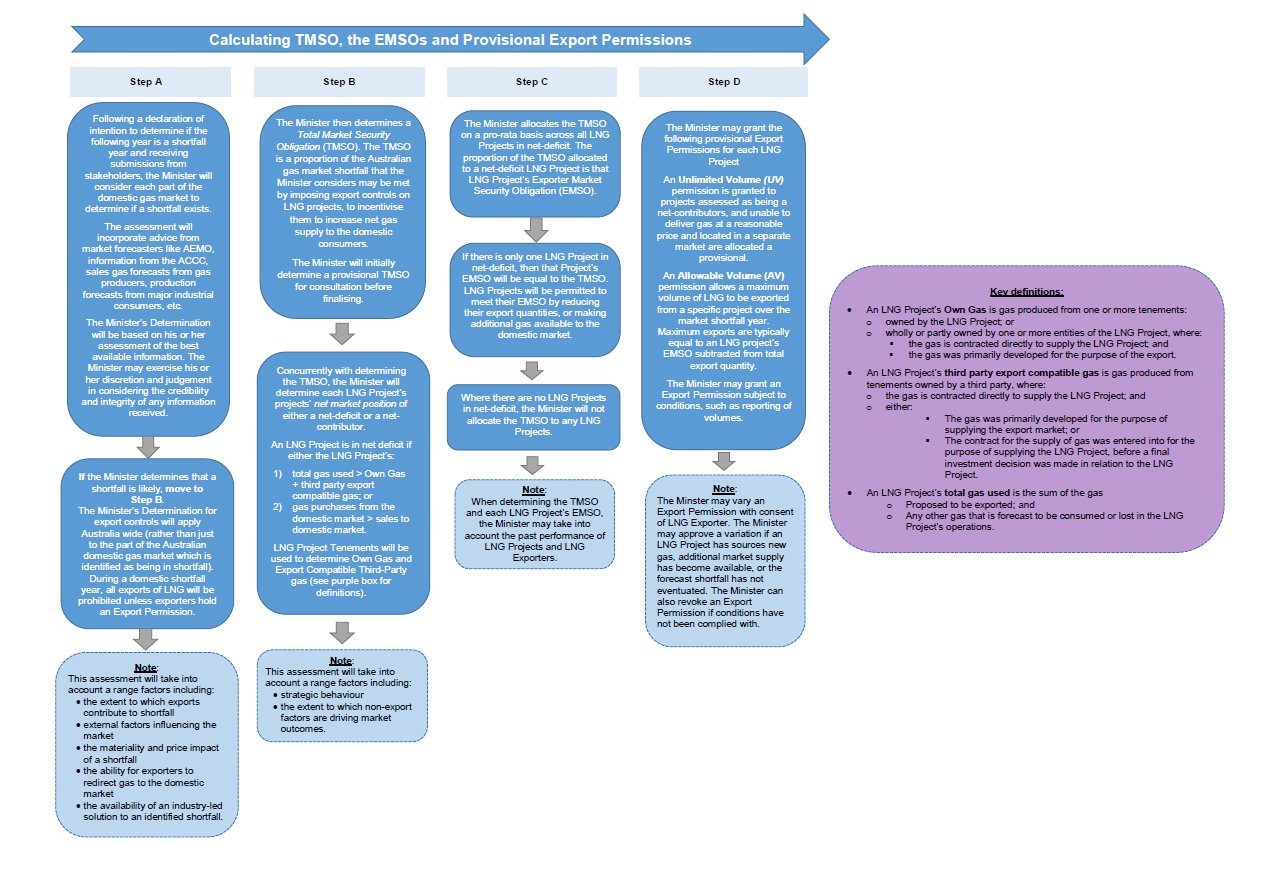 Calculating TMSO, the EMSOs and Provisional Export Permissions
Step A
Following a declaration of
intention to determine if the
following year is a shortfall
year and receiving
submissions from
stakeholders, the Minister will
consider each part of the
domestic gas market to
determine if a shortfall exists.
The assessment will
incorporate advice from
market forecasters like AEMO,
information from the ACCC,
sales gas forecasts from gas
producers, production
forecasts from major industrial
consumers, etc.
The Minister's Determination
will be based on his or her
assessment of the best
available information. The
Minister may exercise his or
her discretion and judgement
in considering the credibility
and integrity of any information
received.
If the Minister determines that a
shortfall is likely, move to
Step B.
The Minister's Determination for
export controls will apply
Australia wide (rather than just
to the part of the Australian
domestic gas market which is
identified as being in shortfall).
During a domestic shortfall
year, all exports of LNG will be
prohibited unless exporters hold
an Export Permission.
Note:
This assessment will take into
account a range factors including:
• the extent to which exports
contribute to shortfall
• external factors influencing the
market
• the materiality and price impact
of a shortfall
• the ability for exporters to
redirect gas to the domestic
market
• the availability of an industry-led
solution to an identified shortfall.
Step B
The Minister then determines a
Total Market Security
Obligation (TMSO). The TMSO
is a proportion of the Australian
gas market shortfall that the
Minister considers may be met
by imposing export controls on
LNG projects, to incentivise
them to increase net gas
supply to the domestic
consumers.
The Minister will initially
determine a provisional TMSO
for consultation before
finalising.
Concurrently with determining
the TMSO, the Minister will
determine each LNG Project's
projects' net market position of
either a net-deficit or a net-
contributor.
An LNG Project is in net deficit if
either the LNG Project's:
1) total gas used > Own Gas
+ third party export
compatible gas; or
2) gas purchases from the
domestic market > sales to
domestic market.
LNG Project Tenements will be
used to determine Own Gas and
Export Compatible Third-Party
gas (see purple box for
definitions).
Note:
This assessment will take into
account a range factors including:
• strategic behaviour
• the extent to which non-export
factors are driving market
outcomes.
Step C
The Minister allocates the TMSO
on a pro-rata basis across all LNG
Projects in net-deficit. The
proportion of the TMSO allocated
to a net-deficit LNG Project is that
LNG Project's Exporter Market
Security Obligation (EMSO).
If there is only one LNG Project in
net-deficit, then that Project's
EMSO will be equal to the TMSO.
LNG Projects will be permitted to
meet their EMSO by reducing
their export quantities, or making
additional gas available to the
domestic market.
Where there are no LNG Projects
in net-deficit, the Minister will not
allocate the TMSO to any LNG
Projects.
Note:
When determining the TMSO
and each LNG Project's EMSO,
the Minister may take into
account the past performance of
LNG Projects and LNG
Exporters.
Step D
The Minister may grant the
following provisional Export
Permissions for each LNG
Project
An Unlimited Volume (UV)
permission is granted to
projects assessed as being a
net-contributors, and unable to
deliver gas at a reasonable
price and located in a separate
market are allocated a
provisional.
An Allowable Volume (AV)
permission allows a maximum
volume of LNG to be exported
from a specific project over the
market shortfall year.
Maximum exports are typically
equal to an LNG project's
EMSO subtracted from total
export quantity.
The Minister may grant an
Export Permission subject to
conditions, such as reporting of
volumes.
Note:
The Minster may vary an
Export Permission with consent
of LNG Exporter. The Minister
may approve a variation if an
LNG Project has sources new
gas, additional market supply
has become available, or the
forecast shortfall has not
eventuated. The Minister can
also revoke an Export
Permission if conditions have
not been complied with.
Key definitions:
• An LNG Project's Own Gas is gas produced from one or more tenements:
o owned by the LNG Project; or
o wholly or partly owned by one or more entities of the LNG Project, where:
▪ the gas is contracted directly to supply the LNG Project; and
▪ the gas was primarily developed for the purpose of the export.
• An LNG Project's third party export compatible gas is gas produced from
tenements owned by a third party, where:
o the gas is contracted directly to supply the LNG Project; and
o either:
▪ The gas was primarily developed for the purpose of
supplying the export market; or
▪ The contract for the supply of gas was entered into for the
purpose of supplying the LNG Project, before a final
investment decision was made in relation to the LNG
Project.
• An LNG Project's total gas used is the sum of the gas
o Proposed to be exported; and
o Any other gas that is forecast to be consumed or lost in the LNG
Project's operations.